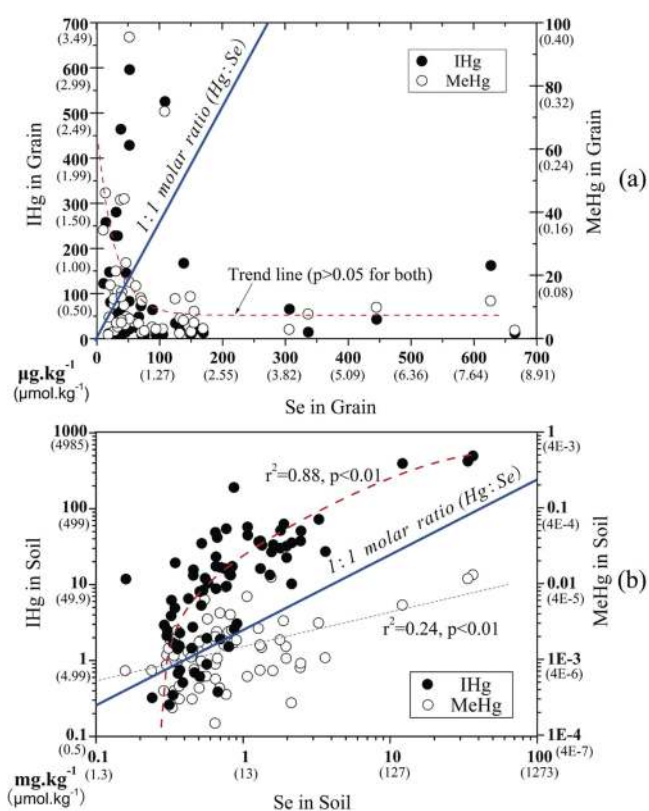 700
(3.49)
600
(2.99)
500
(2.49)
400
(1.99)
300
(1.50)
200
(1.00)
100
(0.50)
0
IHg in Grain
IHg
MeHg
1:1 molar ratio (Hg:Se)
Trend line (p>0.05 for both)
100
(0.40)
80
(0.32)
60
(0.24)
40
(0.16)
20
(0.08)
0
MeHg in Grain
(a)
0 100 200 300 400 500 600 700
µg.kg⁻¹ (1.27) (2.55) (3.82) (5.09) (6.36) (7.64) (8.91)
(µmol.kg⁻¹)
Se in Grain
1000
(4985)
100
(499)
10
(49.9)
1
(4.99)
0.1
(0.5)
IHg in Soil
r²=0.88, p<0.01
1:1 molar ratio (Hg:Se)
r²=0.24, p<0.01
IHg
MeHg
1
(4E-3)
0.1
(4E-4)
0.01
(4E-5)
1E-3
(4E-6)
1E-4
(4E-7)
MeHg in Soil
(b)
0.1 1 10 100
mg.kg⁻¹ (1.3) (13) (127) (1273)
(µmol.kg⁻¹)
Se in Soil